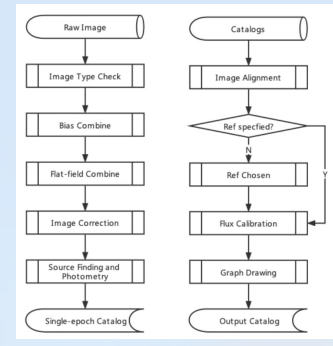 Raw Image
Image Type Check
Bias Combine
Flat-field Combine
Image Correction
Source Finding and
Photometry
Single-epoch Catalog
Catalogs
Image Alignment
Ref specfied?
N
Y
Ref Chosen
Flux Calibration
Graph Drawing
Output Catalog